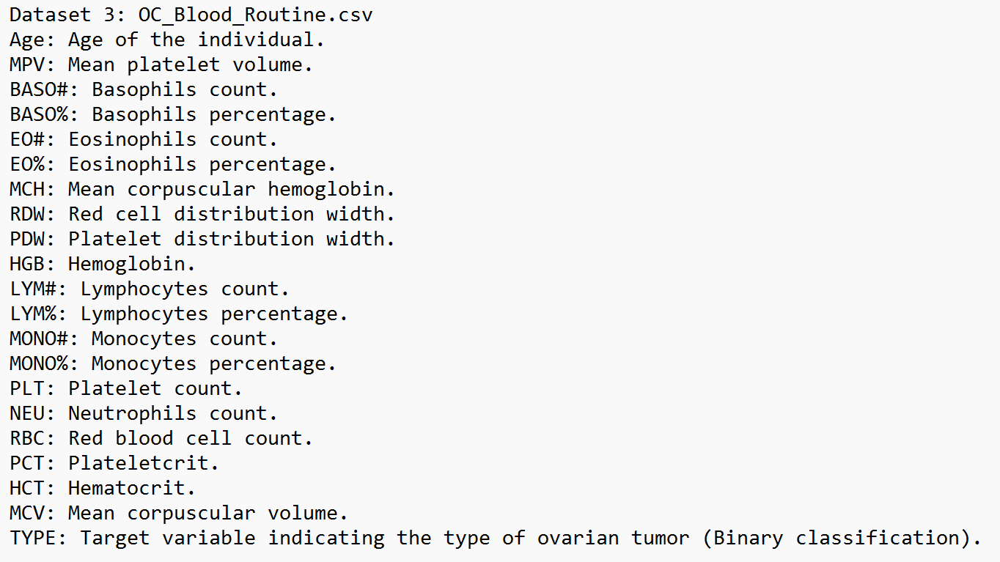 Dataset 3: OC_Blood_Routine.csv
Age: Age of the individual.
MPV: Mean platelet volume.
BASO#: Basophils count.
BASO%: Basophils percentage.
EO#: Eosinophils count.
EO%: Eosinophils percentage.
MCH: Mean corpuscular hemoglobin.
RDW: Red cell distribution width.
PDW: Platelet distribution width.
HGB: Hemoglobin.
LYM#: Lymphocytes count.
LYM%: Lymphocytes percentage.
MONO#: Monocytes count.
MONO%: Monocytes percentage.
PLT: Platelet count.
NEU: Neutrophils count.
RBC: Red blood cell count.
PCT: Plateletcrit.
HCT: Hematocrit.
MCV: Mean corpuscular volume.
TYPE: Target variable indicating the type of ovarian tumor (Binary classification).